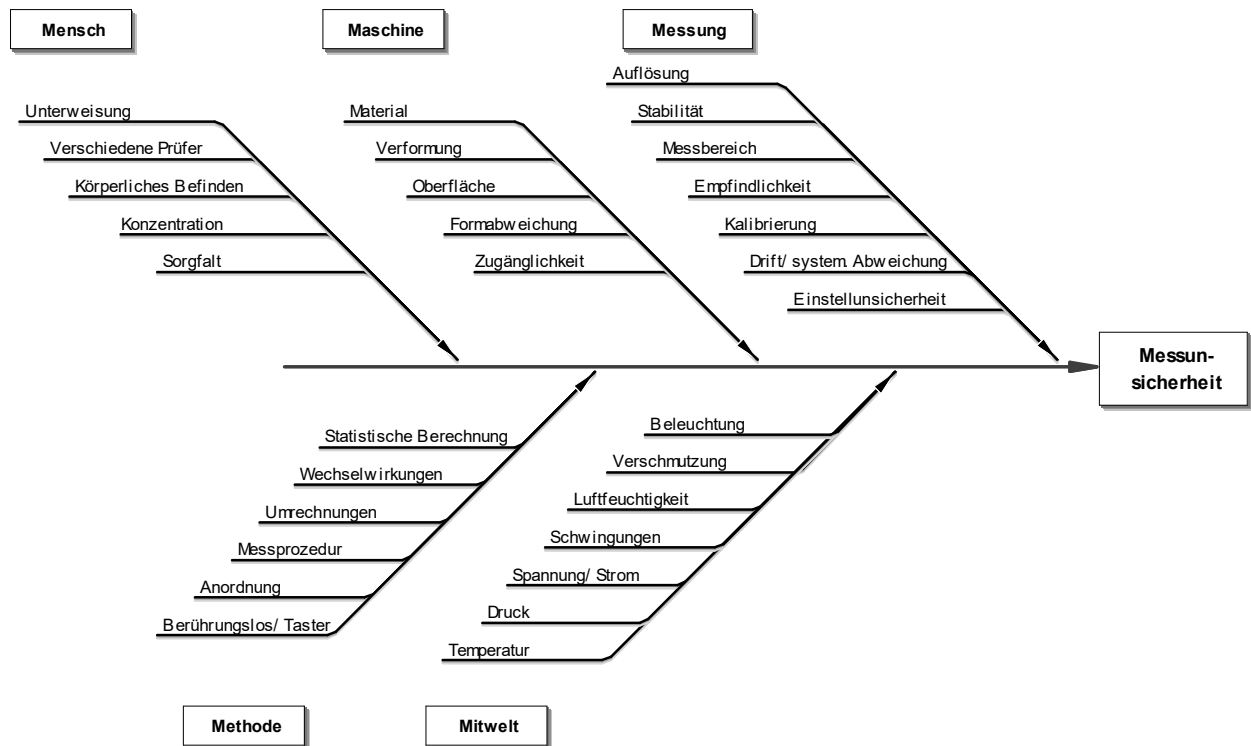 Mensch
Maschine
Messung
Auflösung
Unterweisung
Material
Stabilität
Verschiedene Prüfer
Verformung
Messbereich
Körperliches Befinden
Oberfläche
Empfindlichkeit
Konzentration
Formabweichung
Kalibrierung
Sorgfalt
Zugänglichkeit
Drift/ system. Abweichung
Einstellunsicherheit
Messun-
sicherheit
Beleuchtung
Statistische Berechnung
Verschmutzung
Wechselwirkungen
Luftfeuchtigkeit
Umrechnungen
Schwingungen
Messprozedur
Spannung/ Strom
Anordnung
Druck
Berührungslos/ Taster
Temperatur
Methode
Mitwelt